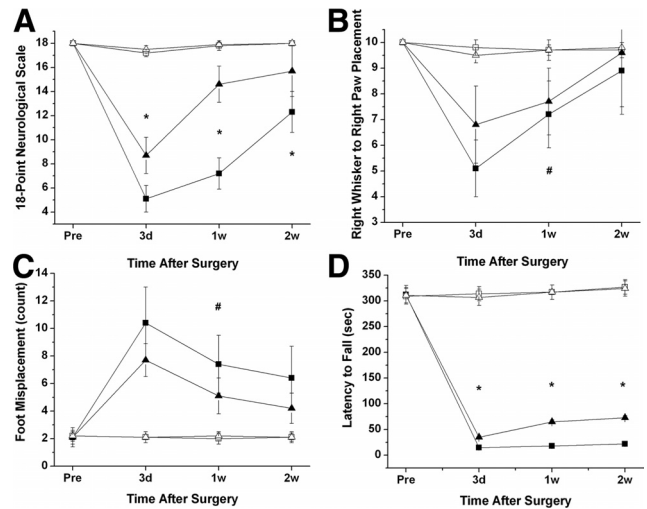 A
18-Point Neurological Scale
18
16
14
12
10
8
6
4
*
*
*
Pre 3d 1w 2w
Time After Surgery
B
Right Whisker to Right Paw Placement
10
9
8
7
6
5
4
3
#
Pre 3d 1w 2w
Time After Surgery
C
Foot Misplacement (count)
14
12
10
8
6
4
2
0
#
Pre 3d 1w 2w
Time After Surgery
D
Latency to Fall (sec)
350
300
250
200
150
100
50
0
*
*
*
Pre 3d 1w 2w
Time After Surgery